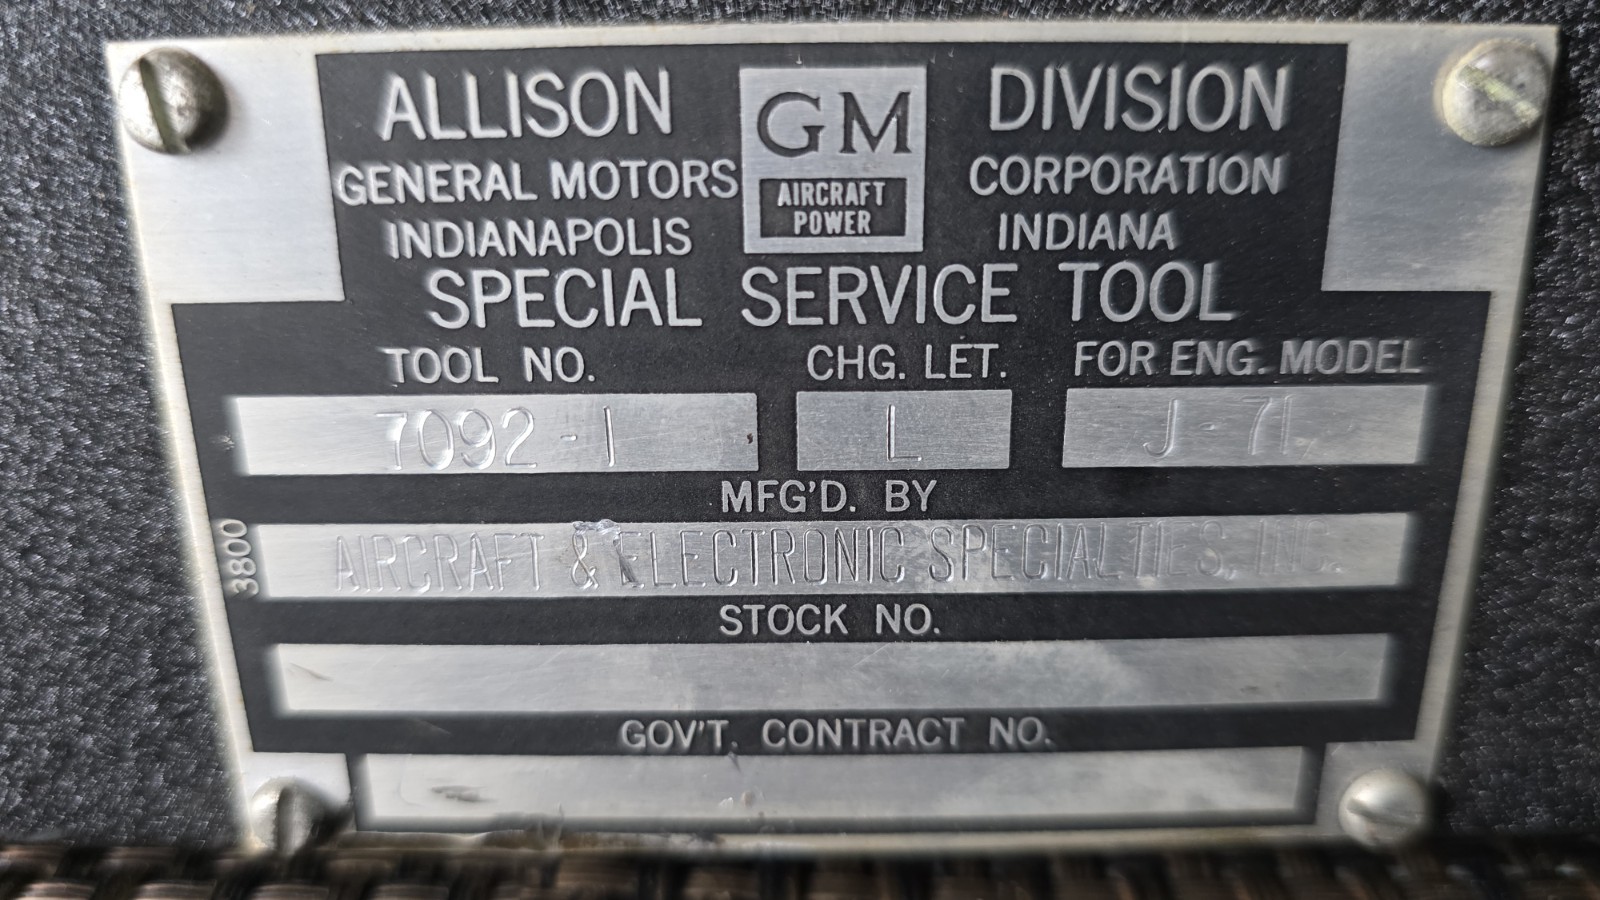 ALLISON GM DIVISION
GENERAL MOTORS AIRCRAFT CORPORATION
INDIANAPOLIS POWER INDIANA
SPECIAL SERVICE TOOL
TOOL NO. CHG. LET. FOR ENG. MODEL
7092-1 L J-71
MFG'D. BY
AIRCRAFT & ELECTRONIC SPECIALTIES, INC.
3800
STOCK NO.
GOV'T. CONTRACT NO.